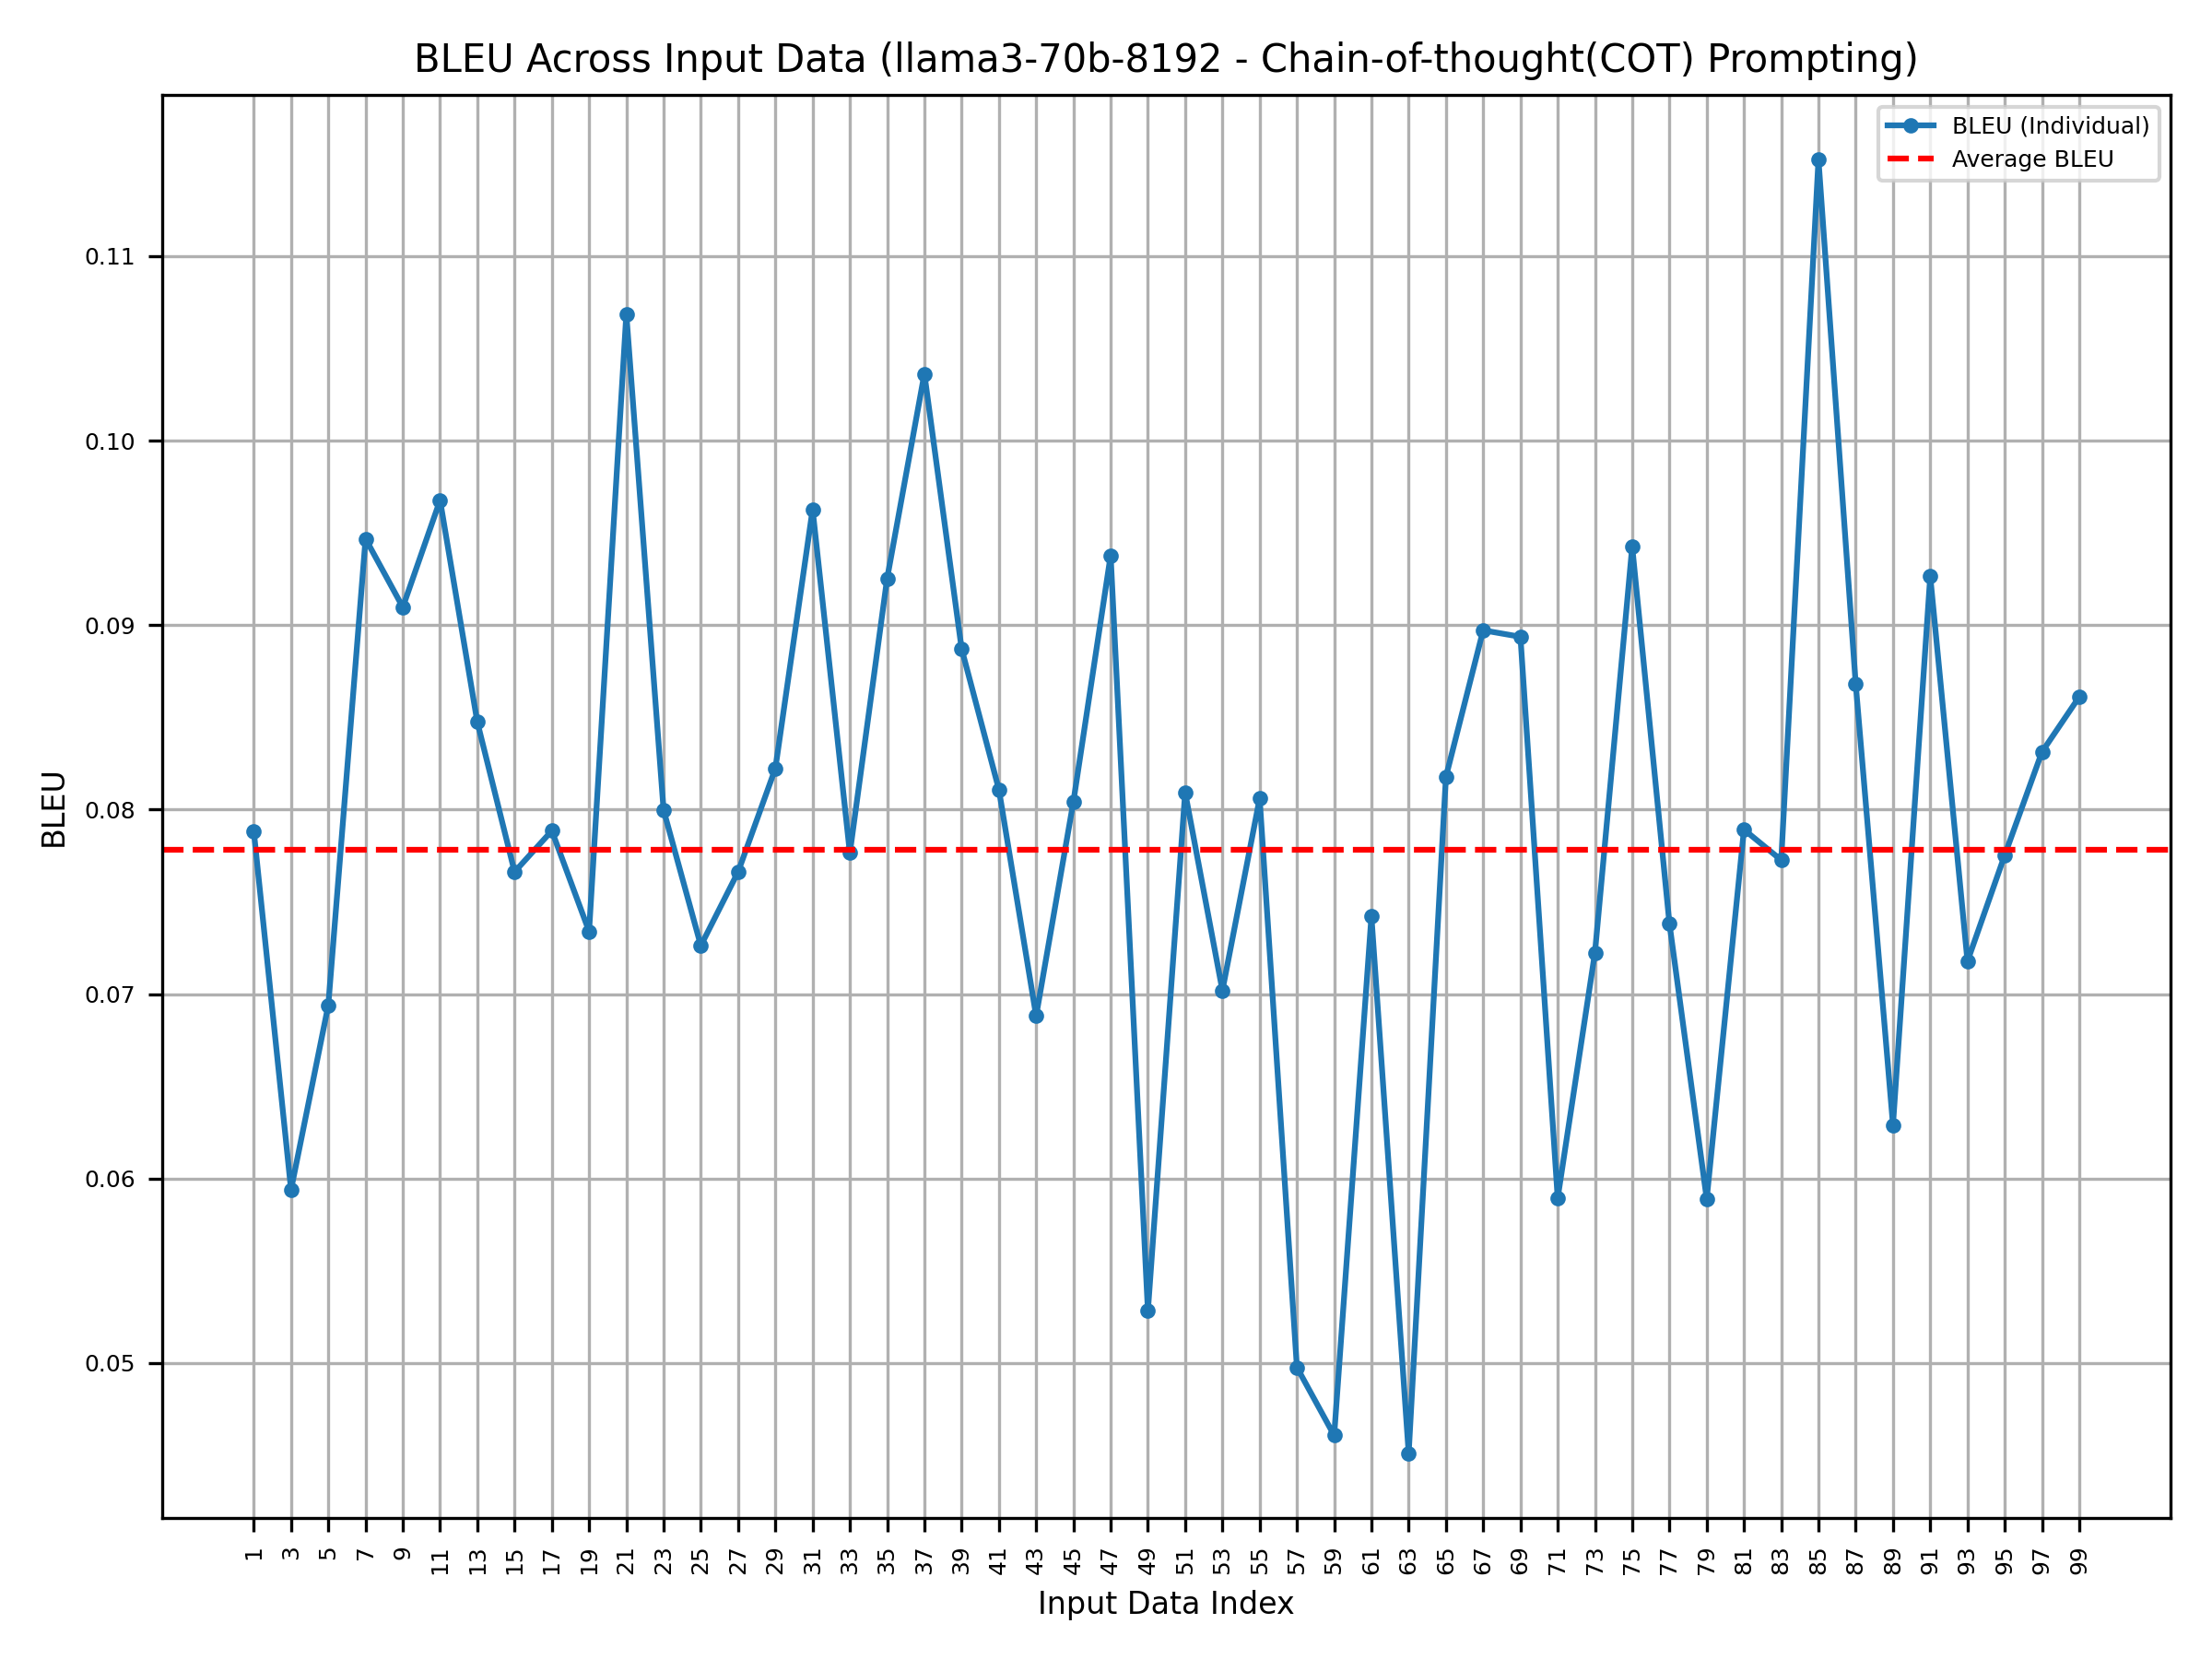 BLEU Across Input Data (llama3-70b-8192 - Chain-of-thought(COT) Prompting)
BLEU (Individual)
Average BLEU
BLEU
0.11
0.10
0.09
0.08
0.07
0.06
0.05
1 3 5 7 9 11 13 15 17 19 21 23 25 27 29 31 33 35 37 39 41 43 45 47 49 51 53 55 57 59 61 63 65 67 69 71 73 75 77 79 81 83 85 87 89 91 93 95 97 99
Input Data Index